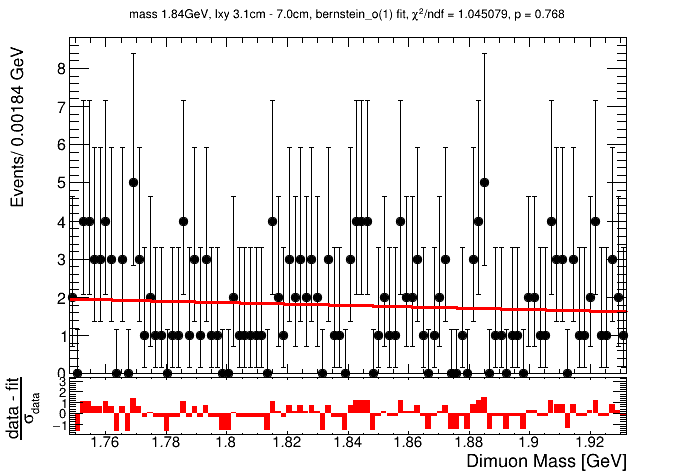 mass 1.84GeV, lxy 3.1cm - 7.0cm, bernstein_o(1) fit, χ²/ndf = 1.045079, p = 0.768
Events/ 0.00184 GeV
8
7
6
5
4
3
2
1
0
data - fit
σdata
3
2
1
0
−1
1.76 1.78 1.8 1.82 1.84 1.86 1.88 1.9 1.92
Dimuon Mass [GeV]